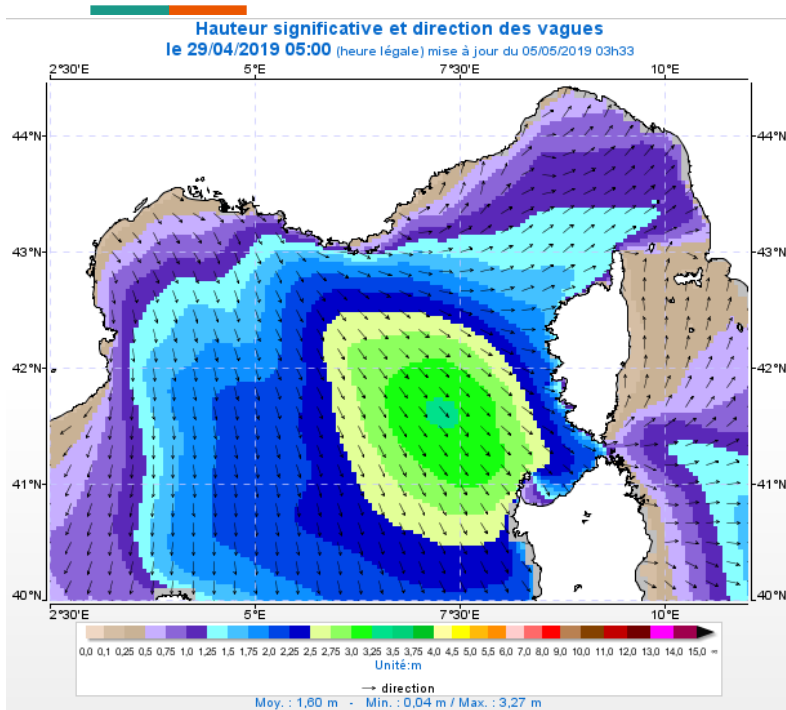 Hauteur significative et direction des vagues
le 29/04/2019 05:00 (heure légale) mise à jour du 05/05/2019 03h33
2°30'E 5°E 7°30'E 10°E
44°N 44°N
43°N 43°N
42°N 42°N
41°N 41°N
40°N 40°N
2°30'E 5°E 7°30'E 10°E
0,0 0,1 0,25 0,5 0,75 1,0 1,25 1,5 1,75 2,0 2,25 2,5 2,75 3,0 3,25 3,5 3,75 4,0 4,5 5,0 5,5 6,0 7,0 8,0 9,0 10,0 11,0 12,0 13,0 14,0 15,0 ∞
Unité:m
→ direction
Moy. : 1,60 m - Min. : 0,04 m / Max. : 3,27 m